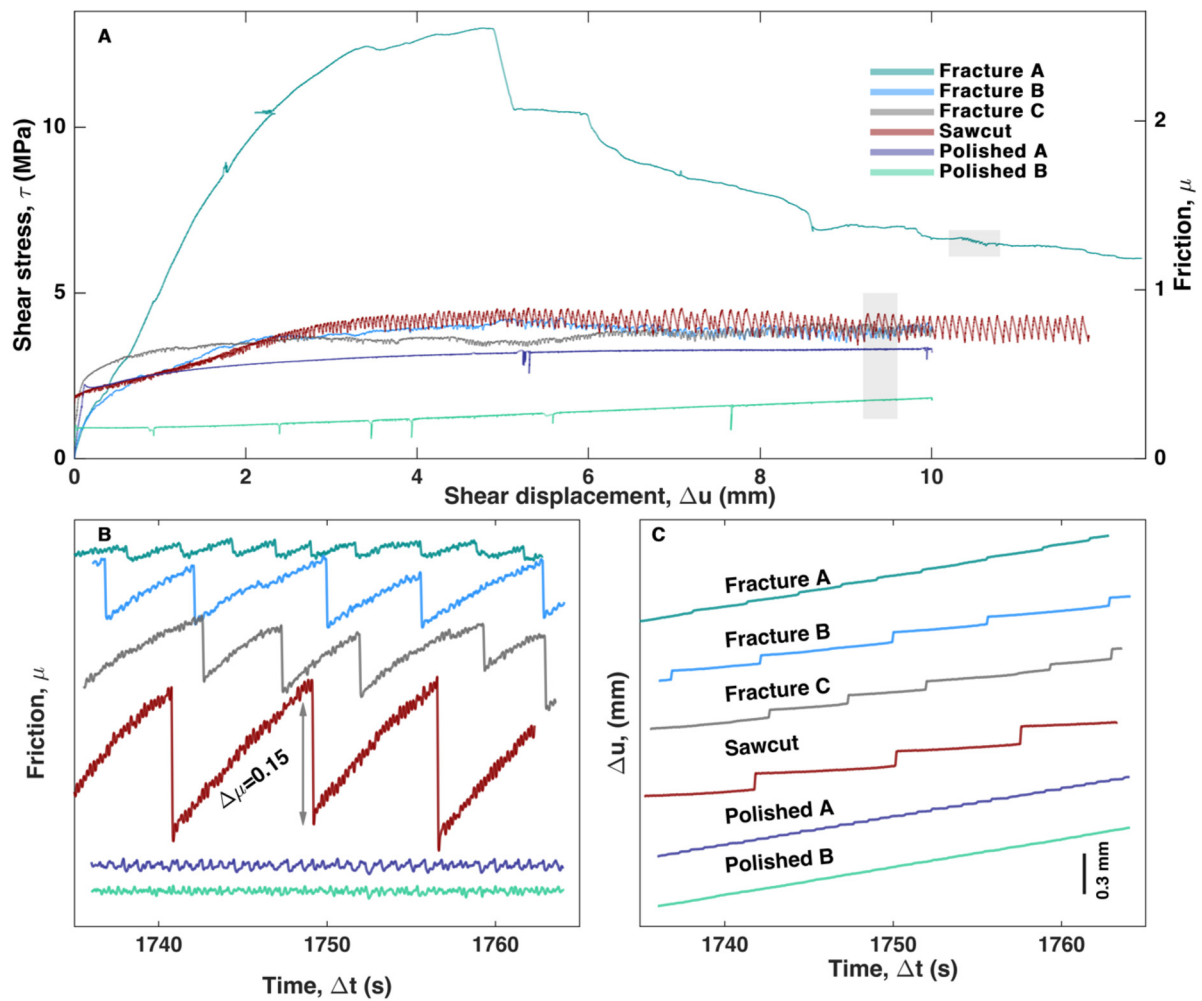 A
Fracture A
Fracture B
Fracture C
Sawcut
Polished A
Polished B
Shear stress, τ (MPa)
10
5
0
Friction, μ
2
1
0
0 2 4 6 8 10
Shear displacement, Δu (mm)
B
Friction, μ
Δμ=0.15
1740 1750 1760
Time, Δt (s)
C
Δu, (mm)
Fracture A
Fracture B
Fracture C
Sawcut
Polished A
Polished B
0.3 mm
1740 1750 1760
Time, Δt (s)